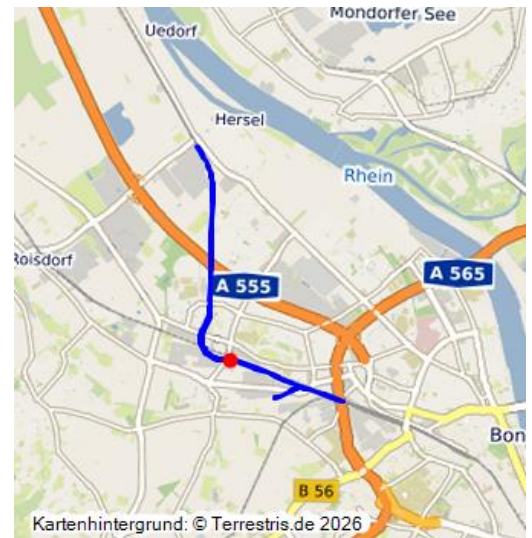 Mondorfer See
Uedorf
Hersel
Rhein
Roisdorf
A 555
A 565
Bon
B 56
Kartenhintergrund: © Terrestris.de 2026